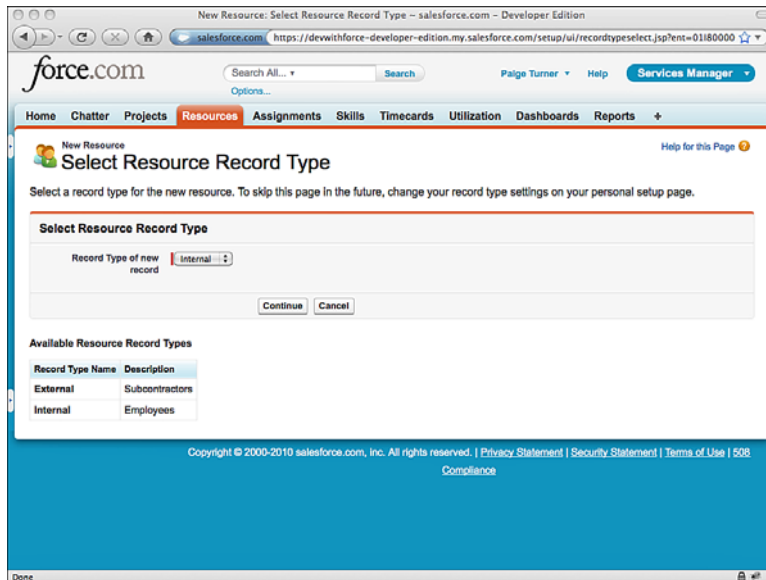 New Resource: Select Resource Record Type – salesforce.com – Developer Edition
salesforce.com https://devwithforce-developer-edition.my.salesforce.com/setup/ui/recordtypeselect.jsp?ent=01I80000
force.com Search All... Search Paige Turner Help Services Manager
Options...
Home Chatter Projects Resources Assignments Skills Timecards Utilization Dashboards Reports +
New Resource Help for this Page ?
Select Resource Record Type
Select a record type for the new resource. To skip this page in the future, change your record type settings on your personal setup page.
Select Resource Record Type
Record Type of new Internal
record
Continue Cancel
Available Resource Record Types
Record Type Name Description
External Subcontractors
Internal Employees
Copyright © 2000-2010 salesforce.com, inc. All rights reserved. | Privacy Statement | Security Statement | Terms of Use | 508
Compliance
Done